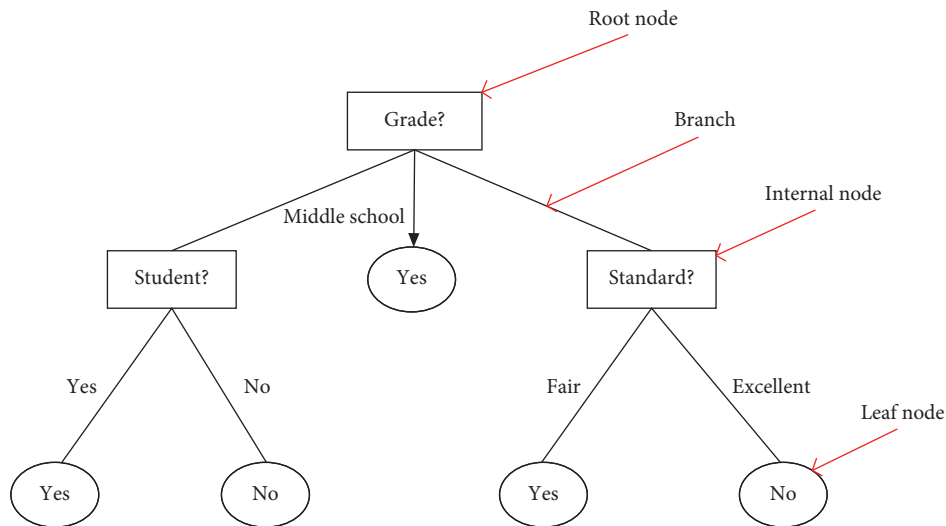 Root node
Grade?
Branch
Internal node
Middle school
Student?
Yes
Standard?
Yes
No
Fair
Excellent
Leaf node
Yes
No
Yes
No